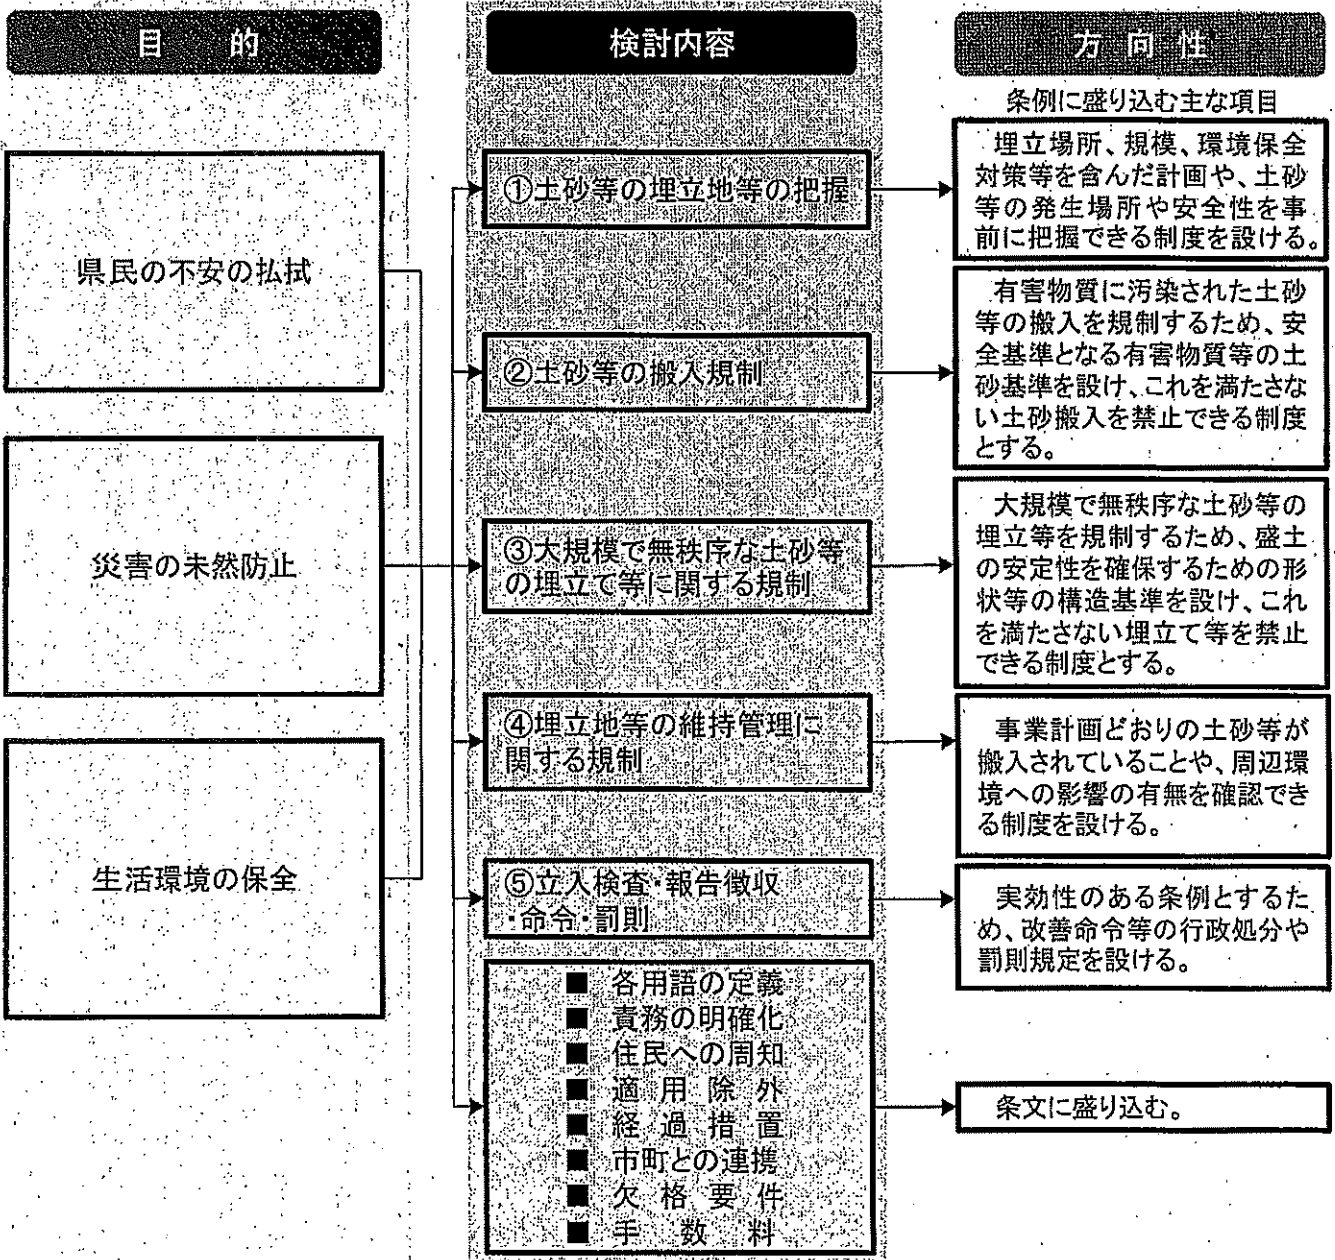 目的
県民の不安の払拭
災害の未然防止
生活環境の保全
検討内容
①土砂等の埋立地等の把握
②土砂等の搬入規制
③大規模で無秩序な土砂等
の埋立て等に関する規制
④埋立地等の維持管理に
関する規制
⑤立入検査・報告徴収
・命令・罰則
■ 各用語の定義
■ 責務の明確化
■ 住民への周知
■ 適用除外
■ 経過措置
■ 市町との連携
■ 欠格要件
■ 手数料
方向性
条例に盛り込む主な項目
埋立場所、規模、環境保全
対策等を含んだ計画や、土砂
等の発生場所や安全性を事
前に把握できる制度を設ける。
有害物質に汚染された土砂
等の搬入を規制するため、安
全基準となる有害物質等の土
砂基準を設け、これを満たさな
い土砂搬入を禁止できる制度
とする。
大規模で無秩序な土砂等の
埋立等を規制するため、盛土
の安定性を確保するための形
状等の構造基準を設け、これ
を満たさない埋立て等を禁止
できる制度とする。
事業計画どおりの土砂等が
搬入されていることや、周辺環
境への影響の有無を確認でき
る制度を設ける。
実効性のある条例とするた
め、改善命令等の行政処分や
罰則規定を設ける。
条文に盛り込む。